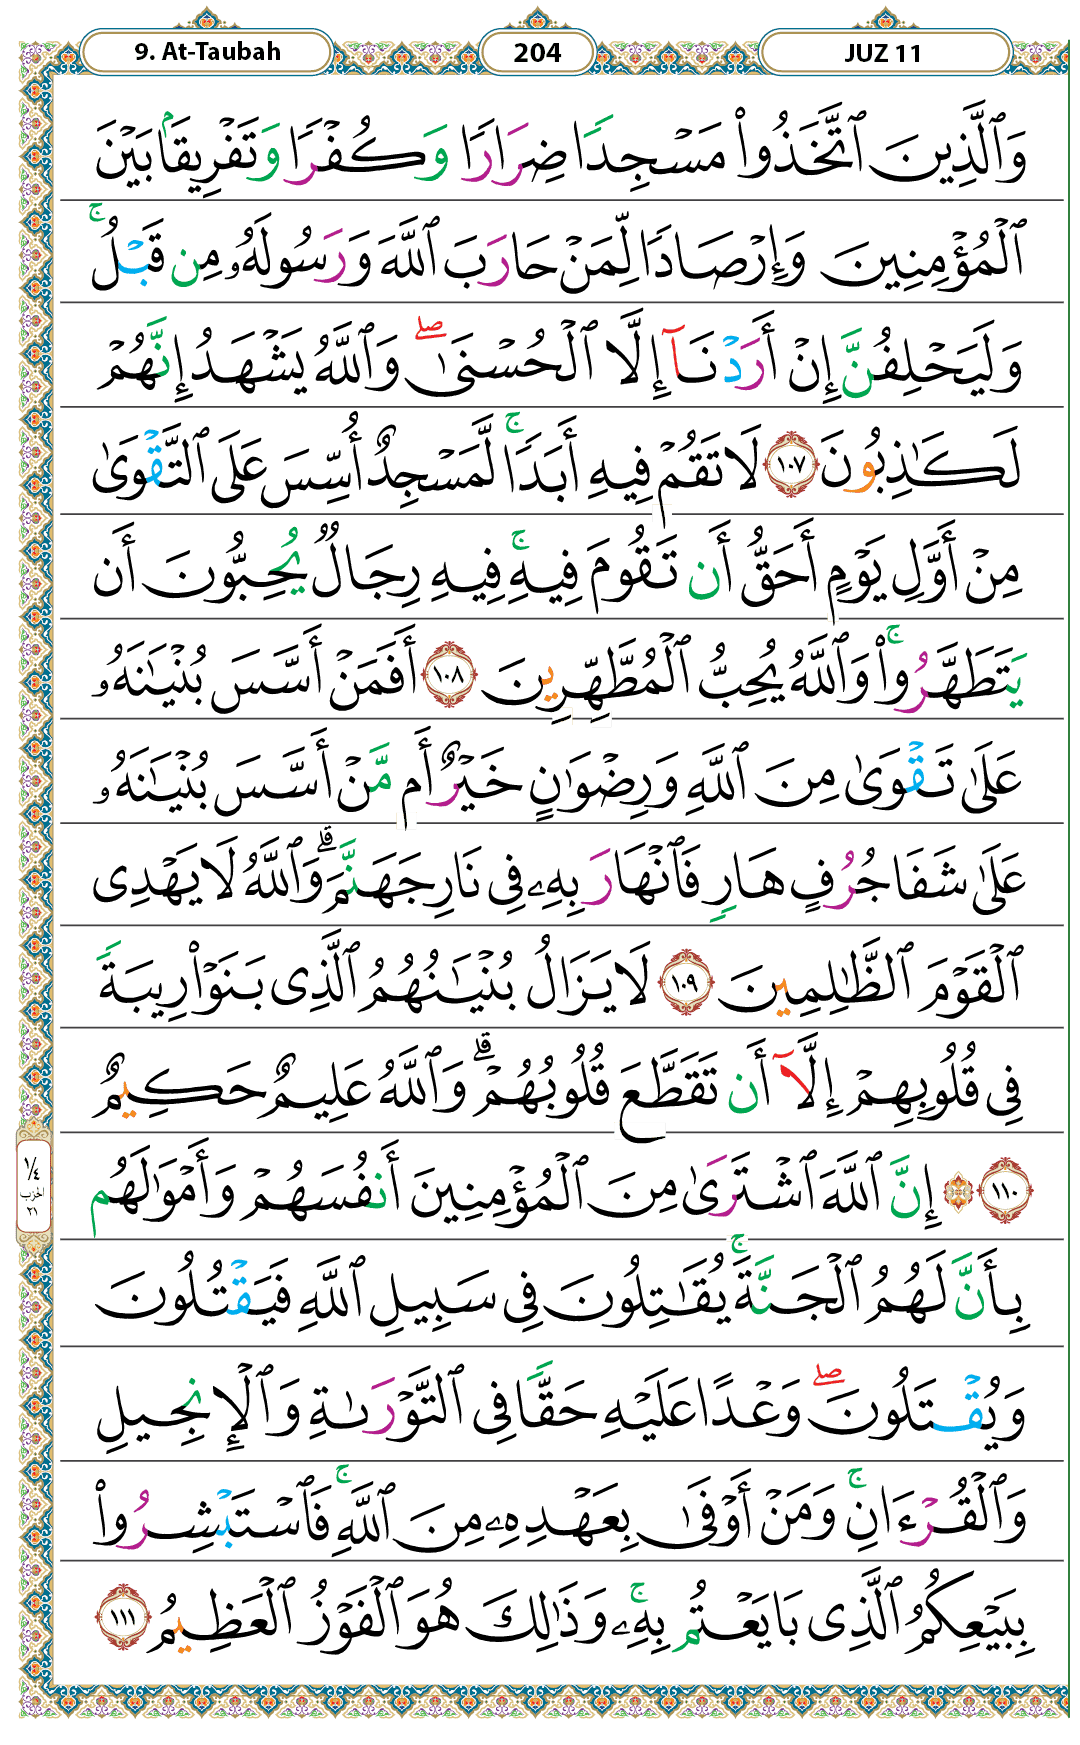 9. At-Taubah
204
JUZ 11
وَٱلَّذِينَ ٱتَّخَذُوا۟ مَسْجِدًا ضِرَارًا وَكُفْرًا وَتَفْرِيقًۢا بَيْنَ
ٱلْمُؤْمِنِينَ وَإِرْصَادًا لِّمَنْ حَارَبَ ٱللَّهَ وَرَسُولَهُۥ مِن قَبْلُ ۚ
وَلَيَحْلِفُنَّ إِنْ أَرَدْنَآ إِلَّا ٱلْحُسْنَىٰ ۖ وَٱللَّهُ يَشْهَدُ إِنَّهُمْ
لَكَـٰذِبُونَ ١٠٧ لَا تَقُمْ فِيهِ أَبَدًا ۚ لَّمَسْجِدٌ أُسِّسَ عَلَى ٱلتَّقْوَىٰ
مِنْ أَوَّلِ يَوْمٍ أَحَقُّ أَن تَقُومَ فِيهِ ۚ فِيهِ رِجَالٌ يُحِبُّونَ أَن
يَتَطَهَّرُوا۟ ۚ وَٱللَّهُ يُحِبُّ ٱلْمُطَّهِّرِينَ ١٠٨ أَفَمَنْ أَسَّسَ بُنْيَـٰنَهُۥ
عَلَىٰ تَقْوَىٰ مِنَ ٱللَّهِ وَرِضْوَٰنٍ خَيْرٌ أَم مَّنْ أَسَّسَ بُنْيَـٰنَهُۥ
عَلَىٰ شَفَا جُرُفٍ هَارٍ فَٱنْهَارَ بِهِۦ فِى نَارِ جَهَنَّمَ ۗ وَٱللَّهُ لَا يَهْدِى
ٱلْقَوْمَ ٱلظَّـٰلِمِينَ ١٠٩ لَا يَزَالُ بُنْيَـٰنُهُمُ ٱلَّذِى بَنَوْا۟ رِيبَةً
فِى قُلُوبِهِمْ إِلَّآ أَن تَقَطَّعَ قُلُوبُهُمْ ۗ وَٱللَّهُ عَلِيمٌ حَكِيمٌ
١١٠ ۞ إِنَّ ٱللَّهَ ٱشْتَرَىٰ مِنَ ٱلْمُؤْمِنِينَ أَنفُسَهُمْ وَأَمْوَٰلَهُم
بِأَنَّ لَهُمُ ٱلْجَنَّةَ ۚ يُقَـٰتِلُونَ فِى سَبِيلِ ٱللَّهِ فَيَقْتُلُونَ
وَيُقْتَلُونَ ۖ وَعْدًا عَلَيْهِ حَقًّا فِى ٱلتَّوْرَىٰةِ وَٱلْإِنجِيلِ
وَٱلْقُرْءَانِ ۚ وَمَنْ أَوْفَىٰ بِعَهْدِهِۦ مِنَ ٱللَّهِ ۚ فَٱسْتَبْشِرُوا۟
بِبَيْعِكُمُ ٱلَّذِى بَايَعْتُم بِهِۦ ۚ وَذَٰلِكَ هُوَ ٱلْفَوْزُ ٱلْعَظِيمُ ١١١
١/٤
الحزب
٢١